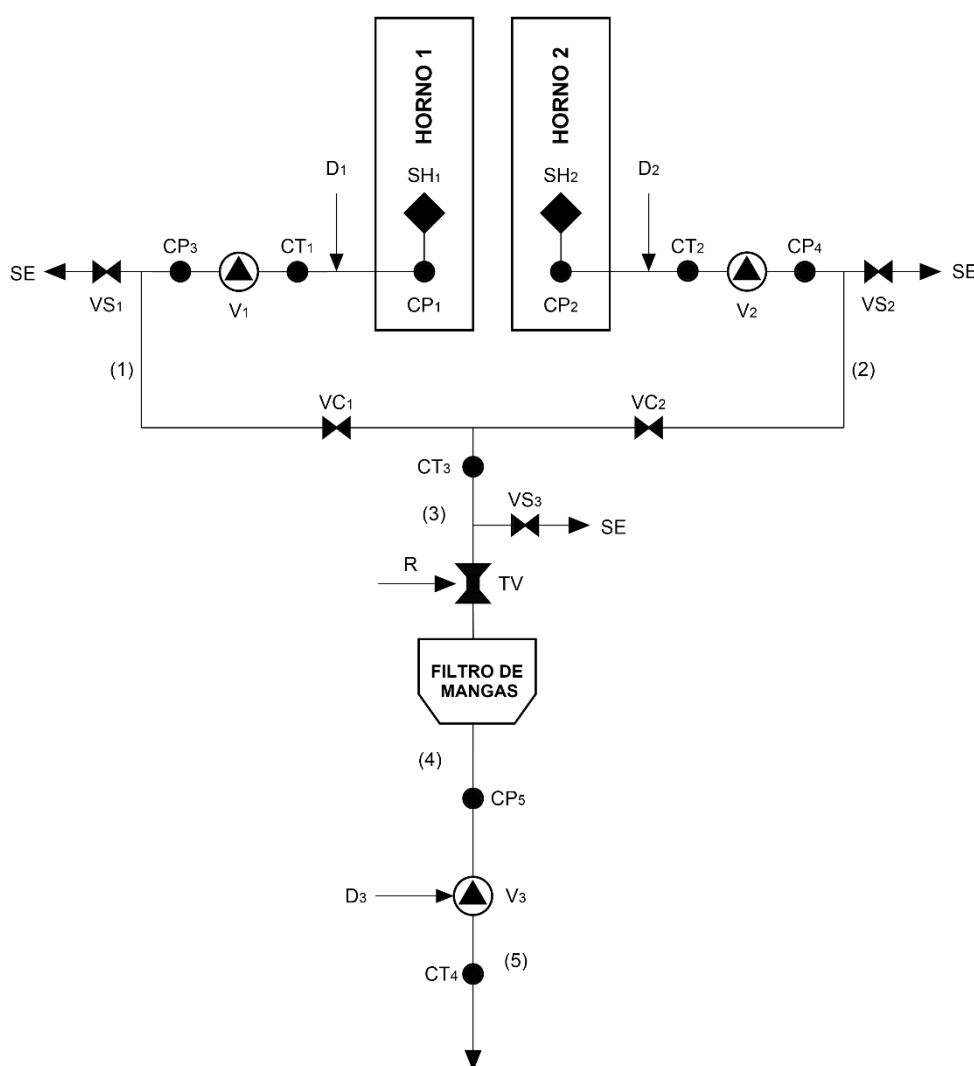 HORNO 1
HORNO 2
D₁
SH₁
SH₂
D₂
CP₃
CT₁
CT₂
CP₄
SE
SE
VS₁
V₁
CP₁
CP₂
V₂
VS₂
(1)
(2)
VC₁
VC₂
CT₃
VS₃
(3)
SE
R
TV
FILTRO DE
MANGAS
(4)
CP₅
D₃
V₃
(5)
CT₄